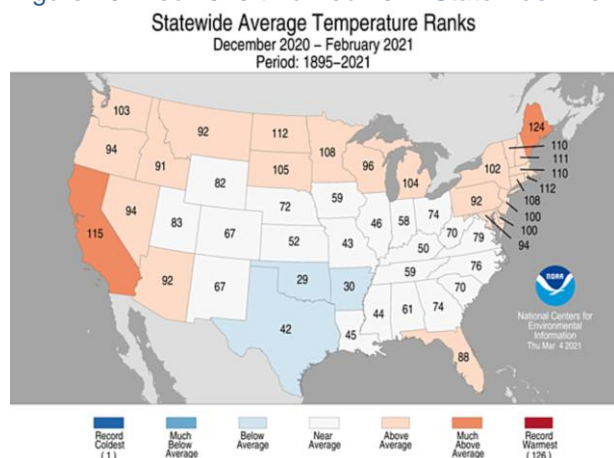 Statewide Average Temperature Ranks
December 2020 – February 2021
Period: 1895–2021
103
92
112
108
96
104
102
124
110
111
110
112
108
100
100
94
94
91
105
82
92
115
94
83
67
72
59
46
58
74
70
79
52
43
50
76
92
67
29
30
59
70
42
45
44
61
74
88
NOAA
National Centers for
Environmental
Information
Thu Mar 4 2021
Record
Coldest
(1)
Much
Below
Average
Below
Average
Near
Average
Above
Average
Much
Above
Average
Record
Warmest
(126)